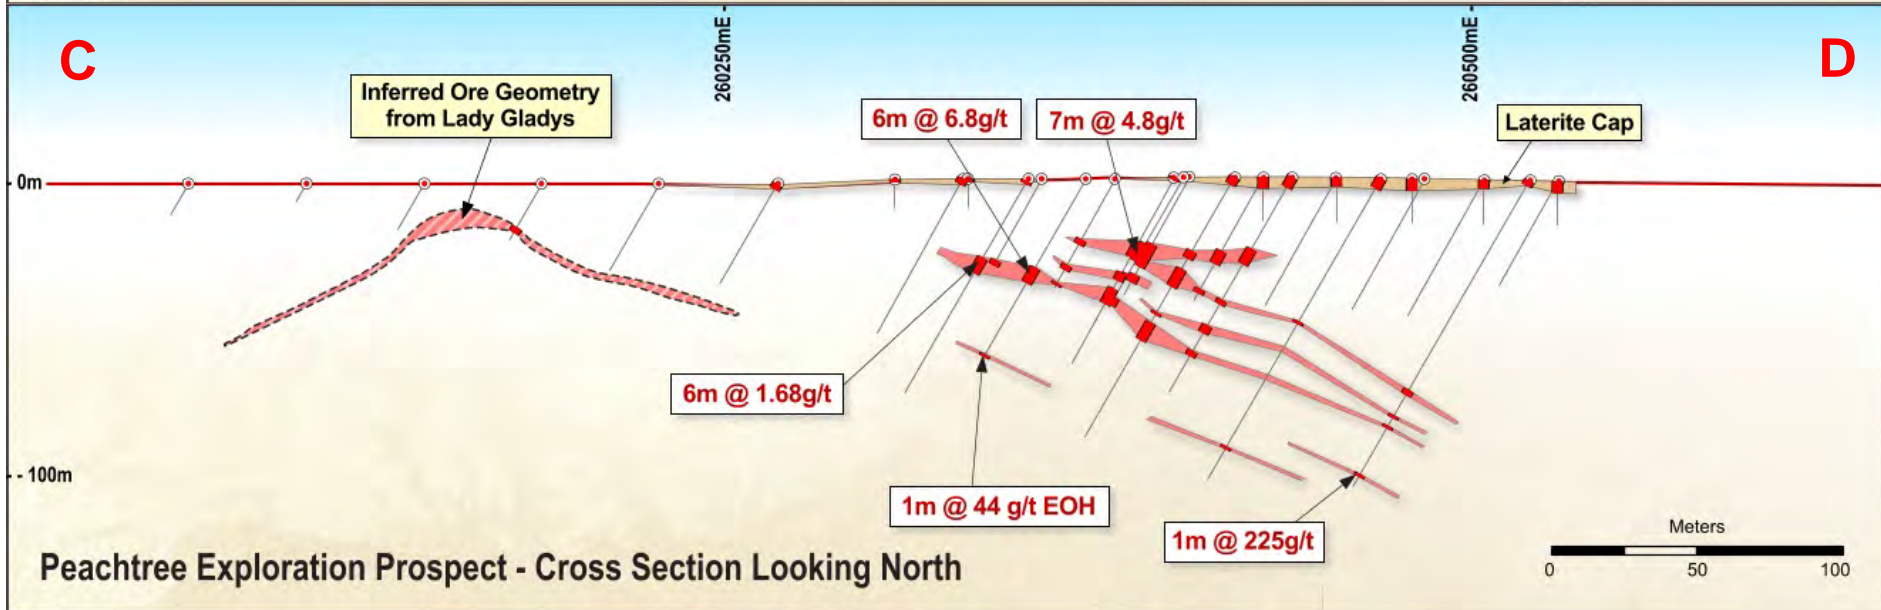 C
260250mE
260500mE
D
Inferred Ore Geometry
from Lady Gladys
6m @ 6.8g/t
7m @ 4.8g/t
Laterite Cap
0m
6m @ 1.68g/t
- 100m
1m @ 44 g/t EOH
1m @ 225g/t
Meters
0 50 100
Peachtree Exploration Prospect - Cross Section Looking North